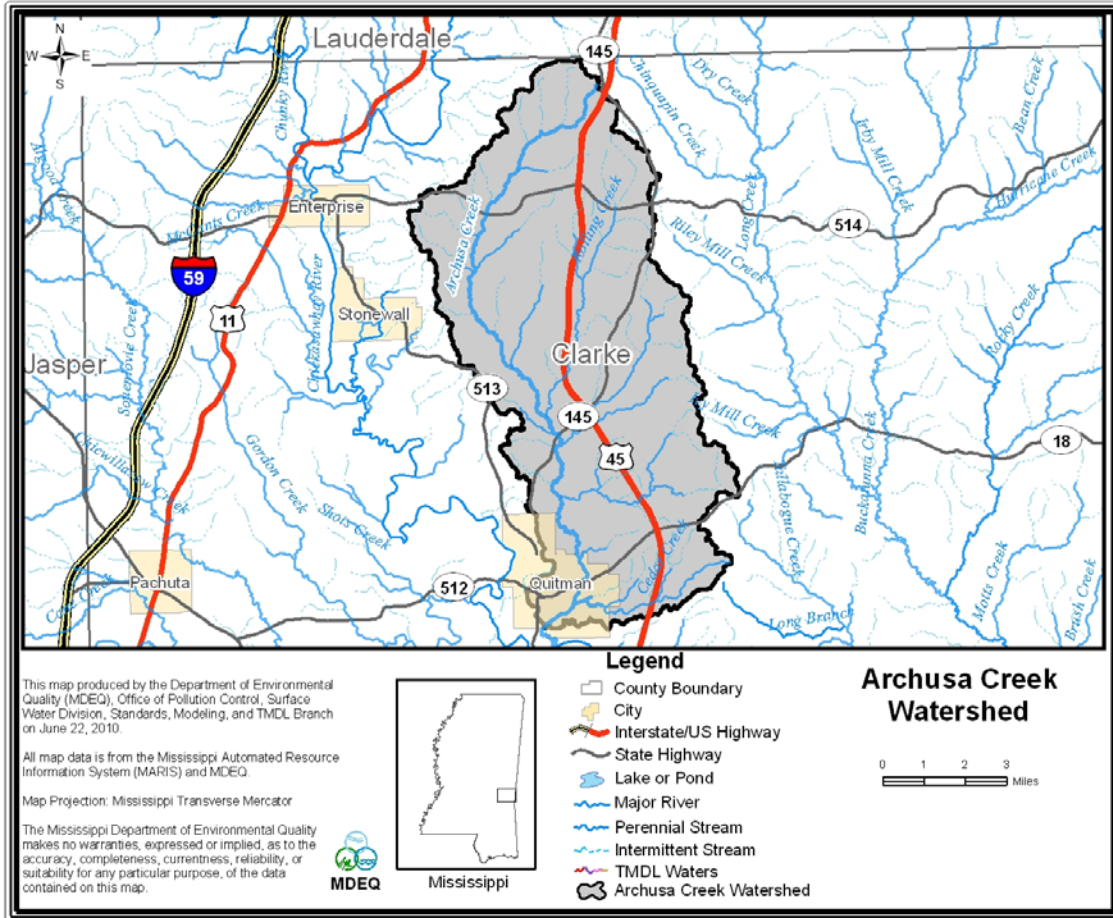 N
W E
S
Lauderdale
145
Dry Creek
Chinquapin Creek
Bean Creek
Irby Mill Creek
Chunky River
Hurricane Creek
Enterprise
Archusa Creek
Long Creek
514
Riley Mill Creek
59
11
Stonewall
Rocky Creek
Jasper
Clarke
513
145
45
Mill Creek
18
Gordon Creek
Buckatunna Creek
Shots Creek
Pachuta
512
Quitman
Cedar Creek
Long Branch
Motts Creek
Brush Creek
This map produced by the Department of Environmental
Quality (MDEQ), Office of Pollution Control, Surface
Water Division, Standards, Modeling, and TMDL Branch
on June 22, 2010.
All map data is from the Mississippi Automated Resource
Information System (MARIS) and MDEQ.
Map Projection: Mississippi Transverse Mercator
The Mississippi Department of Environmental Quality
makes no warranties, expressed or implied, as to the
accuracy, completeness, currentness, reliability, or
suitability for any particular purpose, of the data
contained on this map.
MDEQ
Mississippi
Legend
County Boundary
City
Interstate/US Highway
State Highway
Lake or Pond
Major River
Perennial Stream
Intermittent Stream
TMDL Waters
Archusa Creek Watershed
Archusa Creek
Watershed
0 1 2 3
Miles